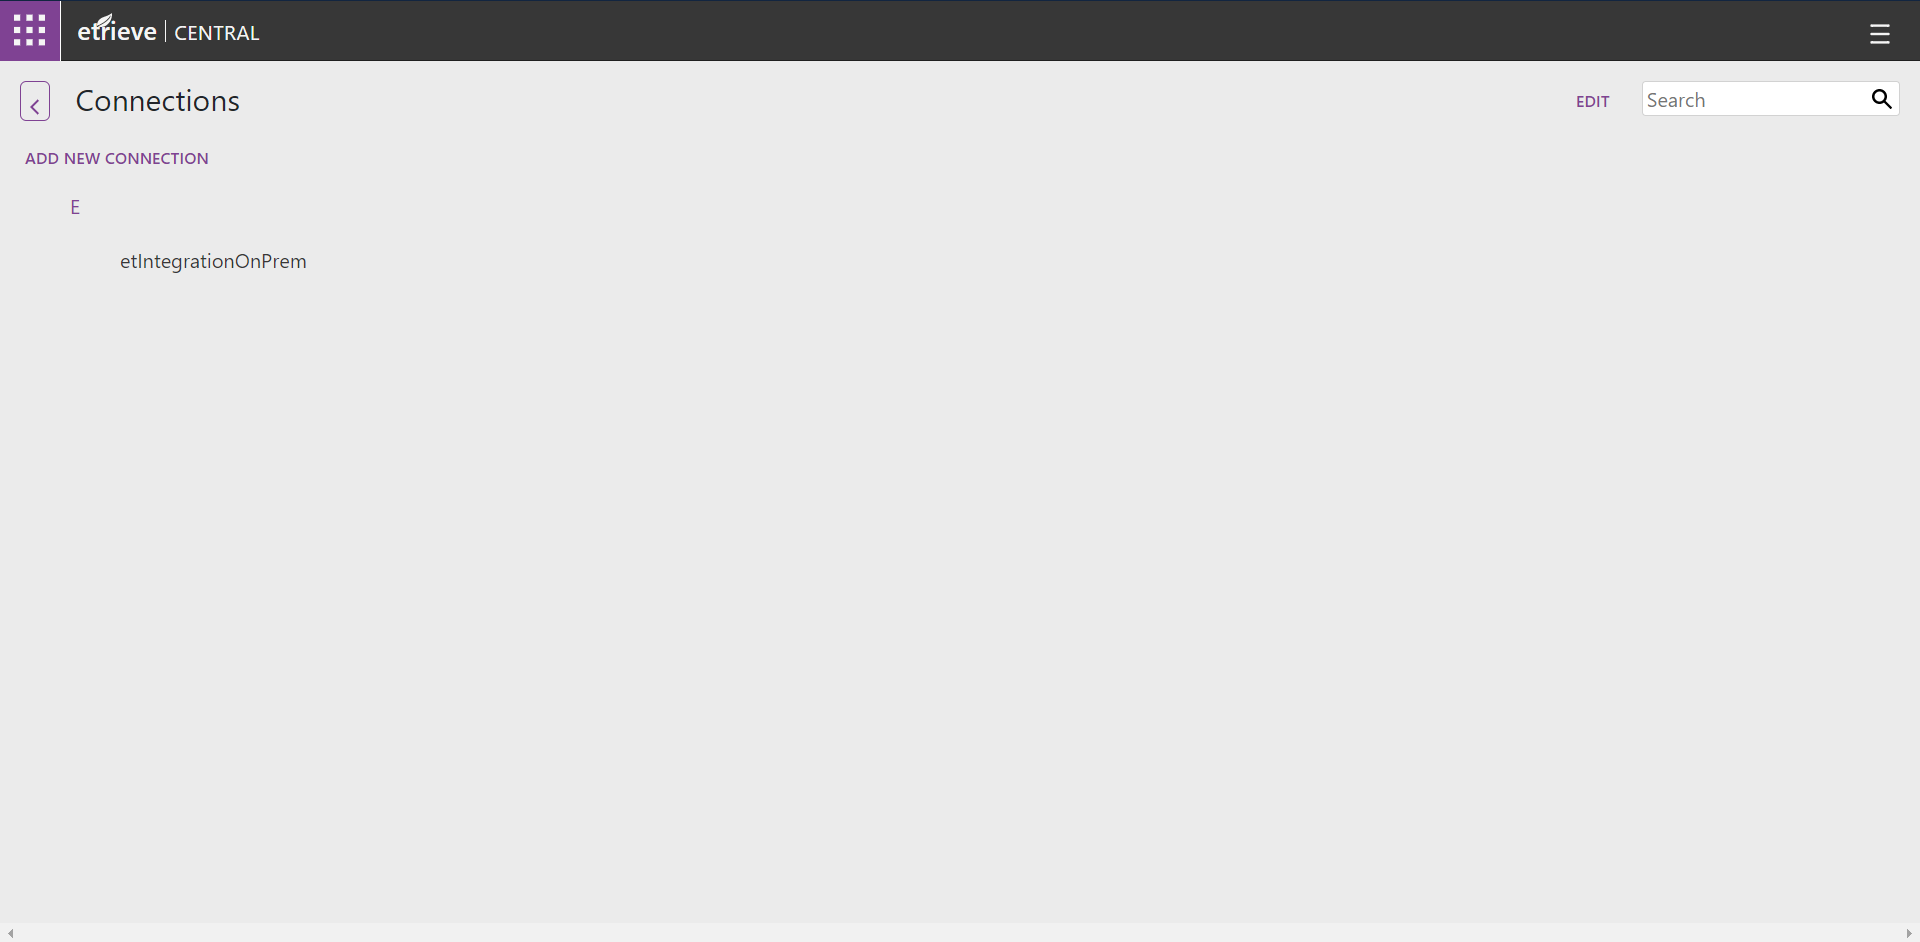 etrieve | CENTRAL
Connections
EDIT
Search
ADD NEW CONNECTION
E
etIntegrationOnPrem